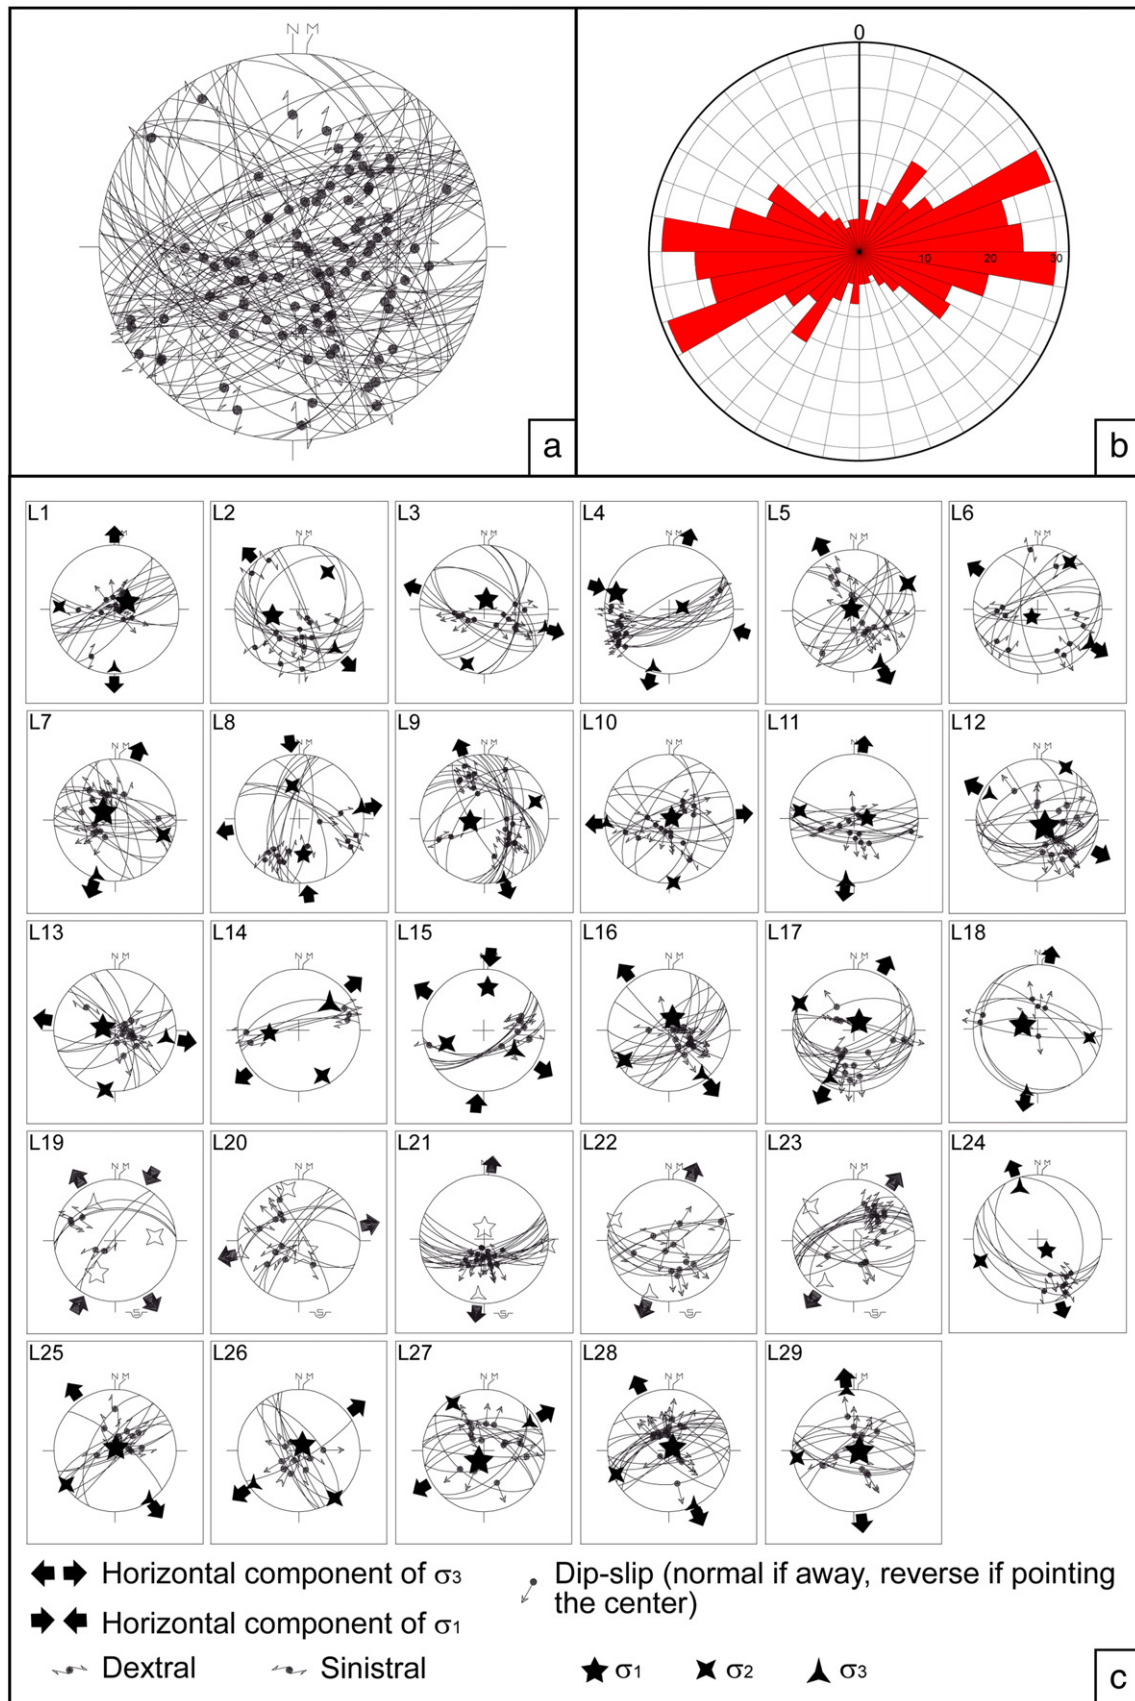 N M
a
0
10 20 30
b
L1 L2 L3 L4 L5 L6
N M N M N M N M N M N M
L7 L8 L9 L10 L11 L12
N M N M N M N M N M N M
L13 L14 L15 L16 L17 L18
N M N M N M N M N M N M
L19 L20 L21 L22 L23 L24
N M N M N M N M N M N M
S S S S
L25 L26 L27 L28 L29
N M N M N M N M N M
Horizontal component of σ3
Dip-slip (normal if away, reverse if pointing
the center)
Horizontal component of σ1
Dextral Sinistral σ1 σ2 σ3
c